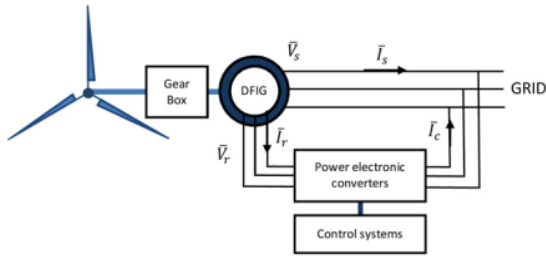 V̄s
Īs
GRID
Gear
Box
DFIG
V̄r
Īr
Īc
Power electronic
converters
Control systems